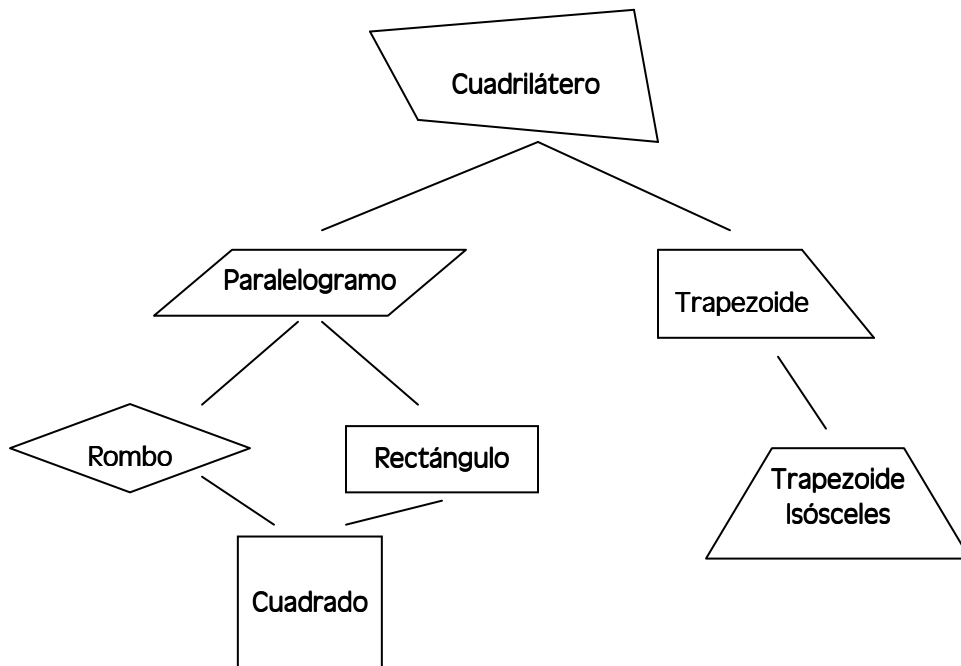 Cuadrilátero
Paralelogramo
Trapezoide
Rombo
Rectángulo
Trapezoide
Isósceles
Cuadrado